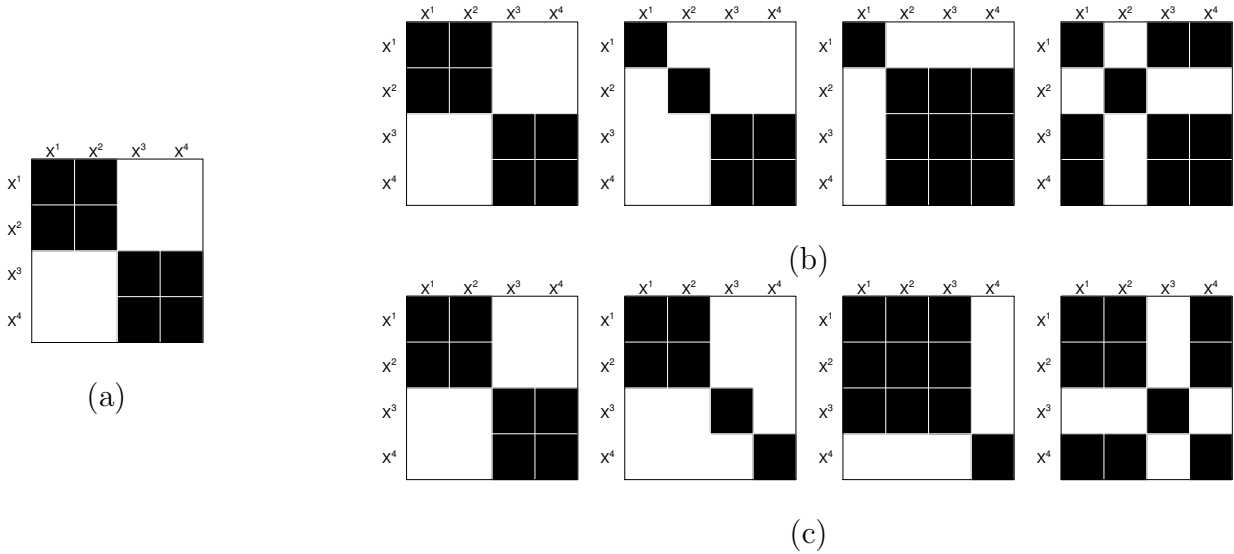 X¹ X² X³ X⁴
X¹
X²
X³
X⁴
(a)
X¹ X² X³ X⁴
X¹
X²
X³
X⁴
X¹ X² X³ X⁴
X¹
X²
X³
X⁴
X¹ X² X³ X⁴
X¹
X²
X³
X⁴
X¹ X² X³ X⁴
X¹
X²
X³
X⁴
(b)
X¹ X² X³ X⁴
X¹
X²
X³
X⁴
X¹ X² X³ X⁴
X¹
X²
X³
X⁴
X¹ X² X³ X⁴
X¹
X²
X³
X⁴
X¹ X² X³ X⁴
X¹
X²
X³
X⁴
(c)